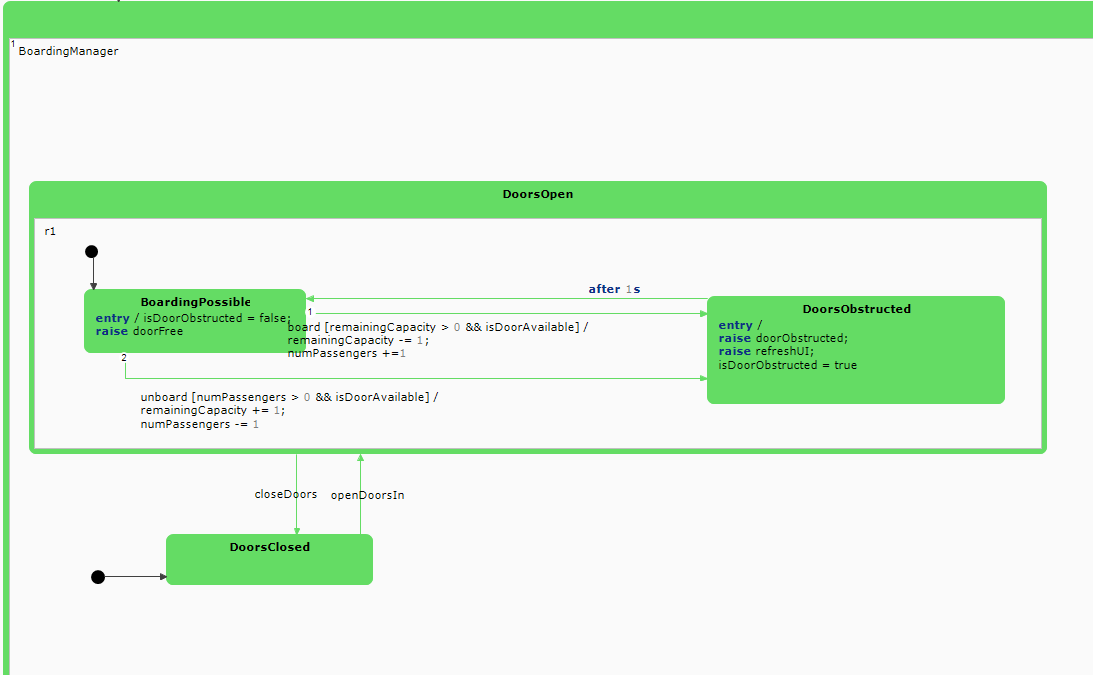 1
BoardingManager
DoorsOpen
r1
after 1s
BoardingPossible
entry / isDoorObstructed = false;
raise doorFree
1
board [remainingCapacity > 0 && isDoorAvailable] /
remainingCapacity -= 1;
numPassengers +=1
DoorsObstructed
entry /
raise doorObstructed;
raise refreshUI;
isDoorObstructed = true
2
unboard [numPassengers > 0 && isDoorAvailable] /
remainingCapacity += 1;
numPassengers -= 1
closeDoors
openDoorsIn
DoorsClosed